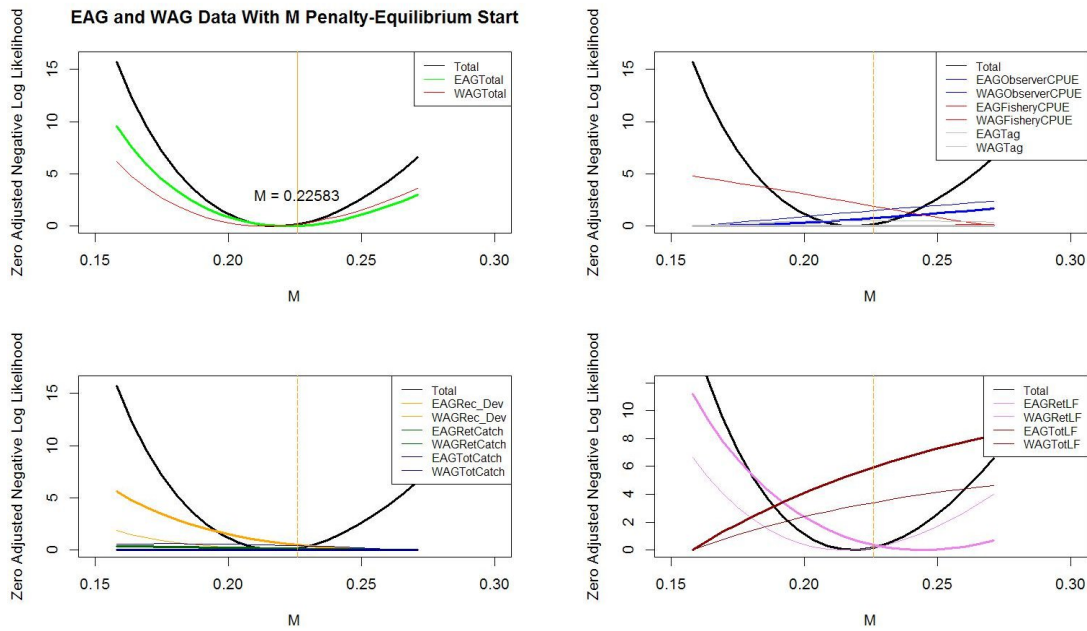 EAG and WAG Data With M Penalty-Equilibrium Start
Zero Adjusted Negative Log Likelihood
15
10
5
0
Total
EAGTotal
WAGTotal
M = 0.22583
0.15
0.20
0.25
0.30
M
Zero Adjusted Negative Log Likelihood
15
10
5
0
Total
EAGObserverCPUE
WAGObserverCPUE
EAGFisheryCPUE
WAGFisheryCPUE
EAGTag
WAGTag
0.15
0.20
0.25
0.30
M
Zero Adjusted Negative Log Likelihood
15
10
5
0
Total
EAGRec_Dev
WAGRec_Dev
EAGRetCatch
WAGRetCatch
EAGTotCatch
WAGTotCatch
0.15
0.20
0.25
0.30
M
Zero Adjusted Negative Log Likelihood
10
8
6
4
2
0
Total
EAGRetLF
WAGRetLF
EAGTotLF
WAGTotLF
0.15
0.20
0.25
0.30
M